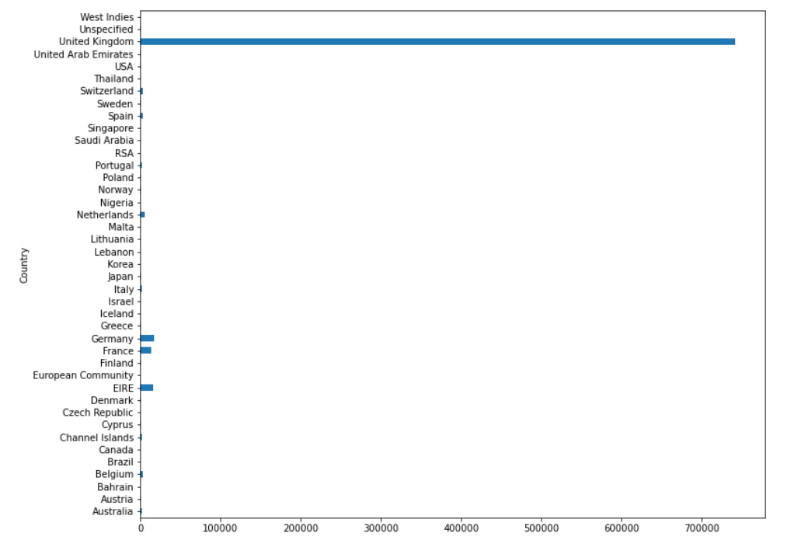 West Indies
Unspecified
United Kingdom
United Arab Emirates
USA
Thailand
Switzerland
Sweden
Spain
Singapore
Saudi Arabia
RSA
Portugal
Poland
Norway
Nigeria
Netherlands
Malta
Lithuania
Lebanon
Korea
Japan
Italy
Israel
Iceland
Greece
Germany
France
Finland
European Community
EIRE
Denmark
Czech Republic
Cyprus
Channel Islands
Canada
Brazil
Belgium
Bahrain
Austria
Australia
Country
0 100000 200000 300000 400000 500000 600000 700000